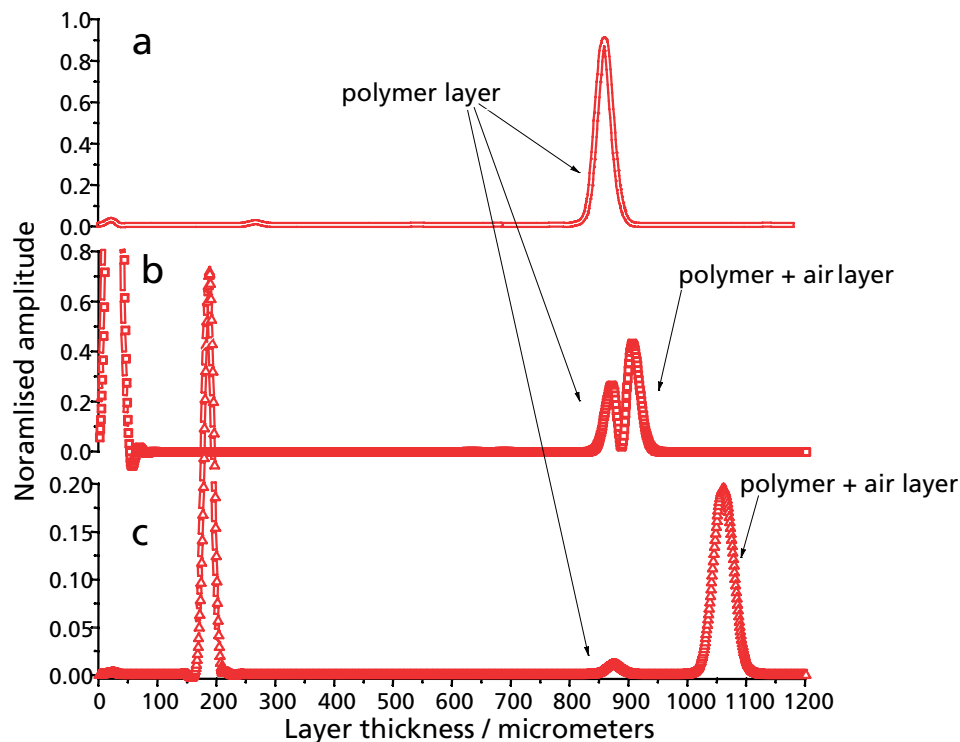 1.0
a
0.8
polymer layer
0.6
0.4
0.2
0.0
0.8
b
polymer + air layer
0.6
0.4
0.2
0.0
Noramlised amplitude
0.20
polymer + air layer
c
0.15
0.10
0.05
0.00
0 100 200 300 400 500 600 700 800 900 1000 1100 1200
Layer thickness / micrometers